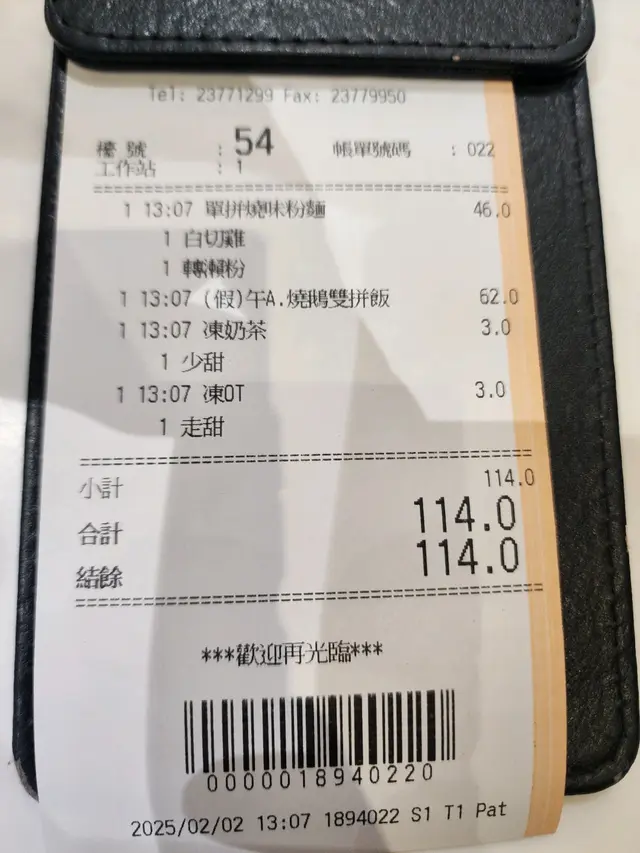 Tel: 23771299 Fax: 23779950
檯號 : 54 帳單號碼 : 022
工作站 : 1
1 13:07 單拼燒味粉麵 46.0
1 白切雞
1 轉瀨粉
1 13:07 (假)午A.燒鵝雙拼飯 62.0
1 13:07 凍奶茶 3.0
1 少甜
1 13:07 凍OT 3.0
1 走甜
小計 114.0
合計 114.0
結餘 114.0
***歡迎再光臨***
0000018940220
2025/02/02 13:07 1894022 S1 T1 Pat